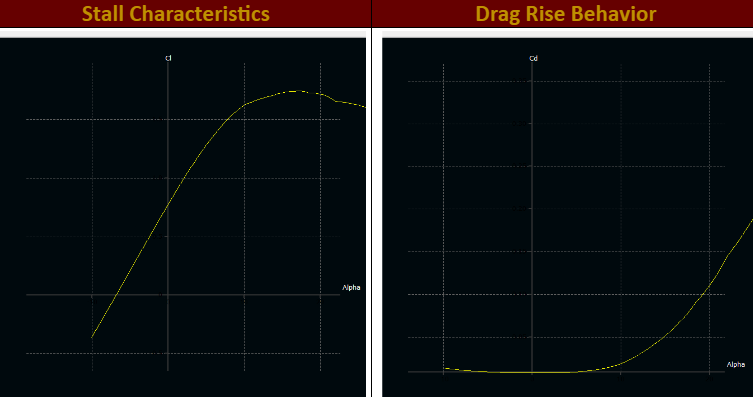 Stall Characteristics
Drag Rise Behavior
Cl
Alpha
Cd
Alpha